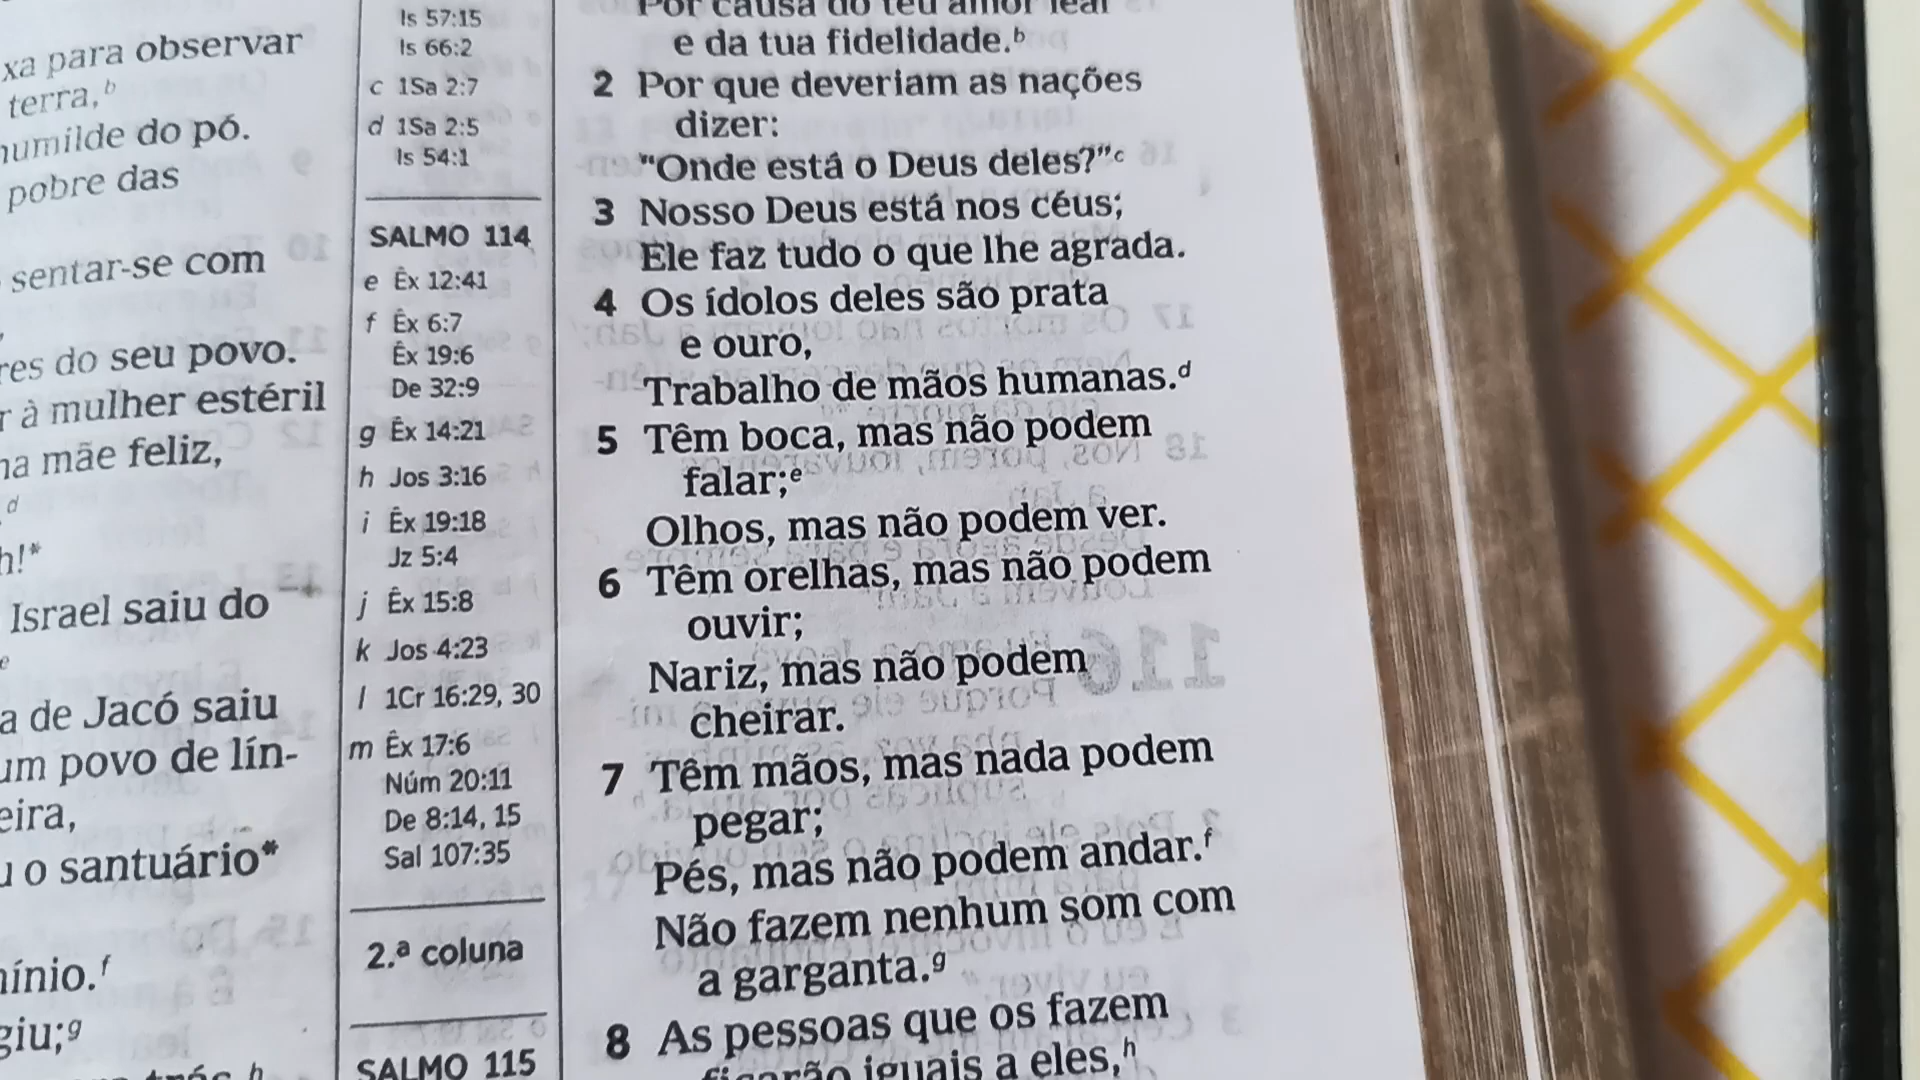 xa para observar
terra,ᵇ
humilde do pó.
pobre das
sentar-se com
res do seu povo.
r à mulher estéril
mãe feliz,
d
h!*
Israel saiu do
e
a de Jacó saiu
um povo de lín-
eira,
u o santuário*
ínio.ᶠ
giu;ᵍ
h
Is 57:15
Is 66:2
c 1Sa 2:7
d 1Sa 2:5
Is 54:1
SALMO 114
e Êx 12:41
f Êx 6:7
Êx 19:6
De 32:9
g Êx 14:21
h Jos 3:16
i Êx 19:18
Jz 5:4
j Êx 15:8
k Jos 4:23
l 1Cr 16:29, 30
m Êx 17:6
Núm 20:11
De 8:14, 15
Sal 107:35
2.ª coluna
SALMO 115
Por causa do teu amor leal
e da tua fidelidade.ᵇ
2 Por que deveriam as nações
dizer:
"Onde está o Deus deles?"ᶜ
3 Nosso Deus está nos céus;
Ele faz tudo o que lhe agrada.
4 Os ídolos deles são prata
e ouro,
Trabalho de mãos humanas.ᵈ
5 Têm boca, mas não podem
falar;ᵉ
Olhos, mas não podem ver.
6 Têm orelhas, mas não podem
ouvir;
Nariz, mas não podem
cheirar.
7 Têm mãos, mas nada podem
pegar;
Pés, mas não podem andar.ᶠ
Não fazem nenhum som com
a garganta.ᵍ
8 As pessoas que os fazem
ficarão iguais a eles,ʰ